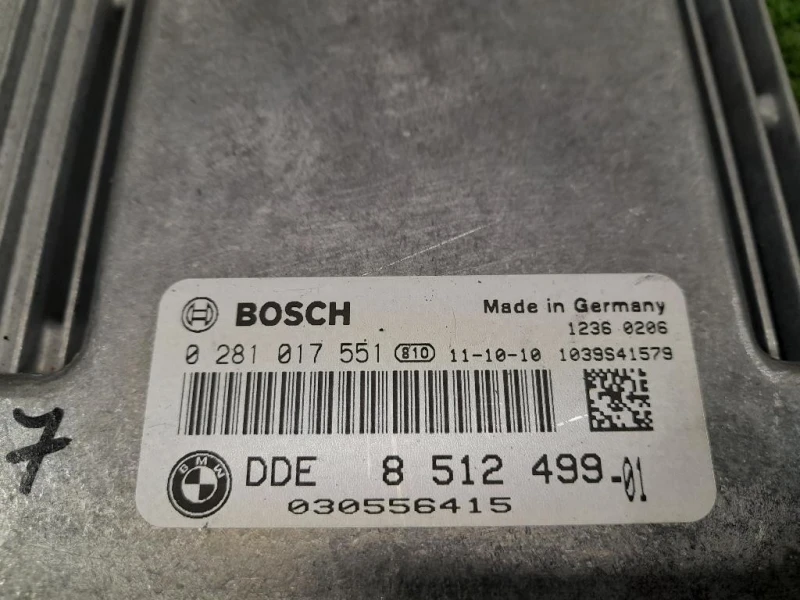 BOSCH Made in Germany
1236 0206
0 281 017 551 810 11-10-10 1039S41579
BMW DDE 8 512 499-01
030556415
7